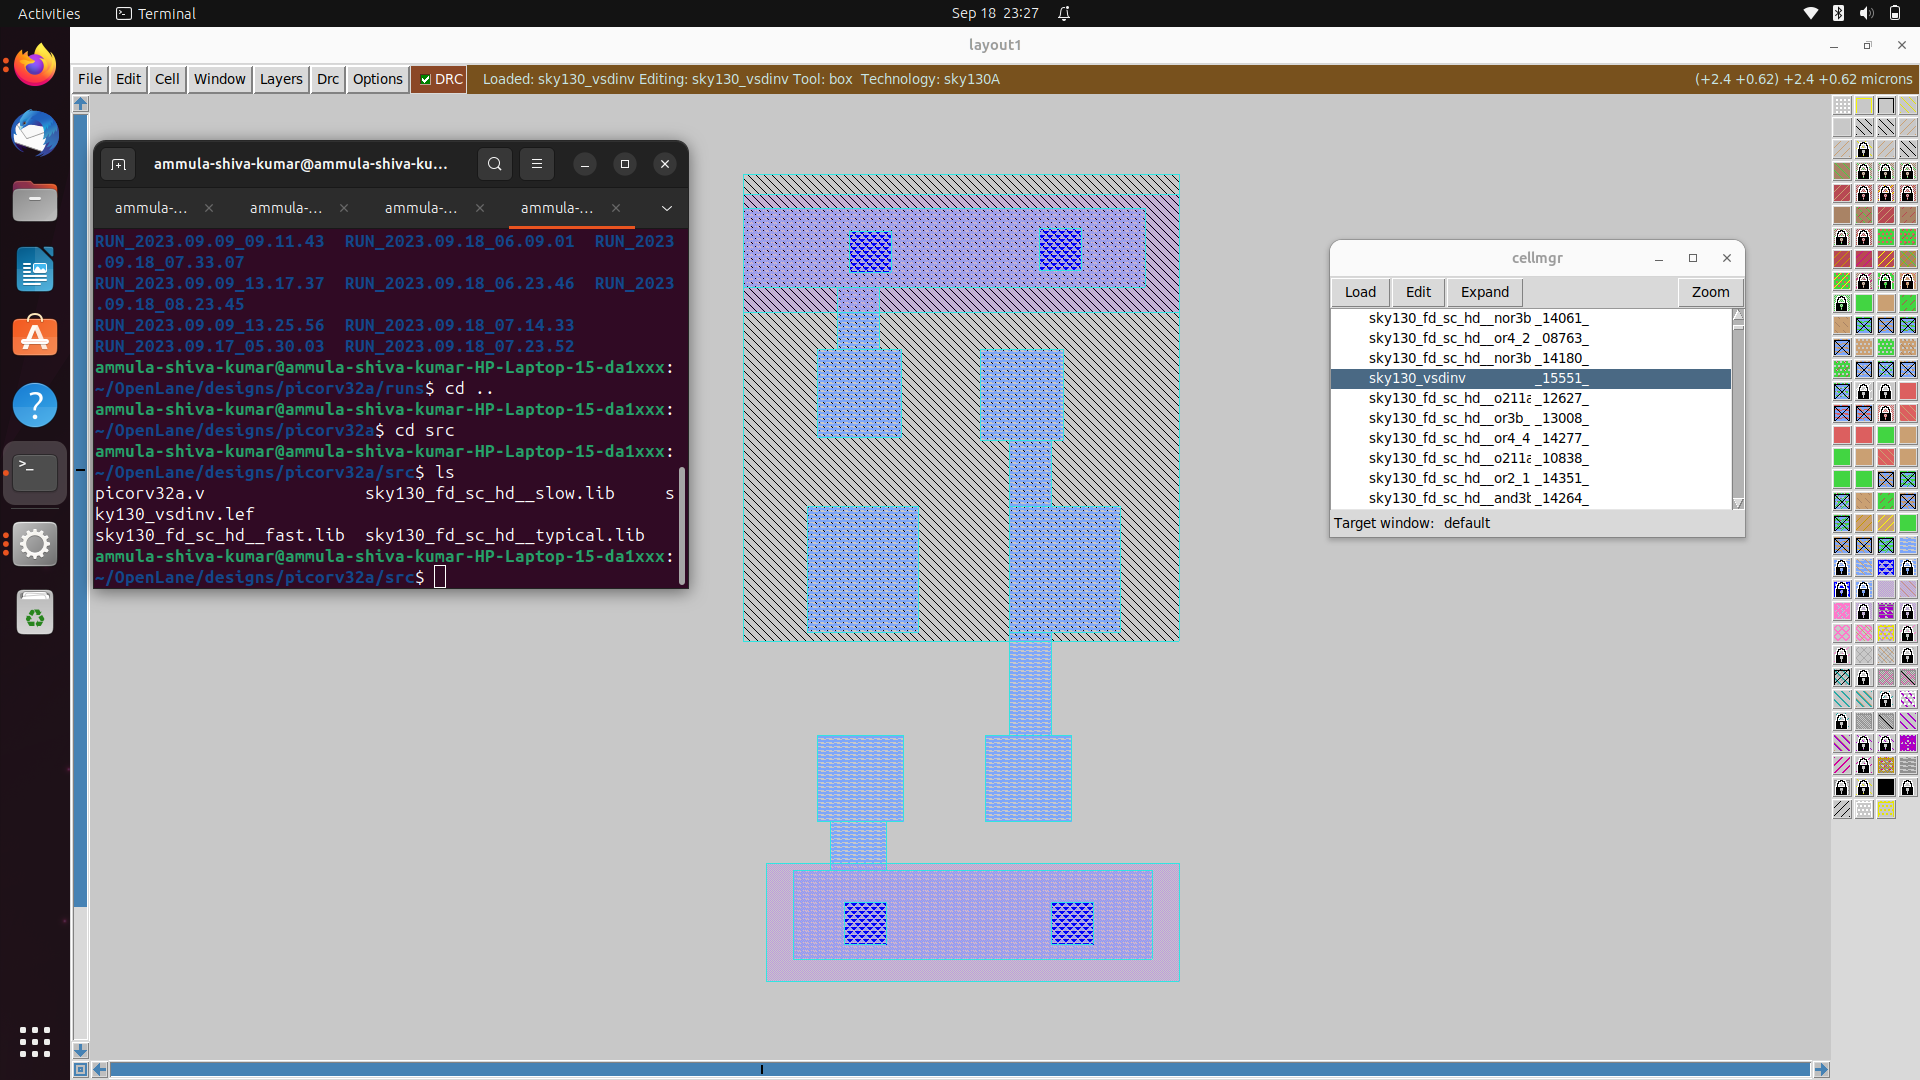 Activities Terminal Sep 18 23:27
layout1
File Edit Cell Window Layers Drc Options DRC Loaded: sky130_vsdinv Editing: sky130_vsdinv Tool: box Technology: sky130A (+2.4 +0.62) +2.4 +0.62 microns
ammula-shiva-kumar@ammula-shiva-ku...
ammula-... ammula-... ammula-... ammula-...
RUN_2023.09.09_09.11.43 RUN_2023.09.18_06.09.01 RUN_2023
.09.18_07.33.07
RUN_2023.09.09_13.17.37 RUN_2023.09.18_06.23.46 RUN_2023
.09.18_08.23.45
RUN_2023.09.09_13.25.56 RUN_2023.09.18_07.14.33
RUN_2023.09.17_05.30.03 RUN_2023.09.18_07.23.52
ammula-shiva-kumar@ammula-shiva-kumar-HP-Laptop-15-da1xxx:
~/OpenLane/designs/picorv32a/runs$ cd ..
ammula-shiva-kumar@ammula-shiva-kumar-HP-Laptop-15-da1xxx:
~/OpenLane/designs/picorv32a$ cd src
ammula-shiva-kumar@ammula-shiva-kumar-HP-Laptop-15-da1xxx:
~/OpenLane/designs/picorv32a/src$ ls
picorv32a.v sky130_fd_sc_hd__slow.lib s
ky130_vsdinv.lef
sky130_fd_sc_hd__fast.lib sky130_fd_sc_hd__typical.lib
ammula-shiva-kumar@ammula-shiva-kumar-HP-Laptop-15-da1xxx:
~/OpenLane/designs/picorv32a/src$
cellmgr
Load Edit Expand Zoom
sky130_fd_sc_hd__nor3b _14061_
sky130_fd_sc_hd__or4_2 _08763_
sky130_fd_sc_hd__nor3b _14180_
sky130_vsdinv _15551_
sky130_fd_sc_hd__o211a _12627_
sky130_fd_sc_hd__or3b_ _13008_
sky130_fd_sc_hd__or4_4 _14277_
sky130_fd_sc_hd__o211a _10838_
sky130_fd_sc_hd__or2_1 _14351_
sky130_fd_sc_hd__and3b _14264_
Target window: default